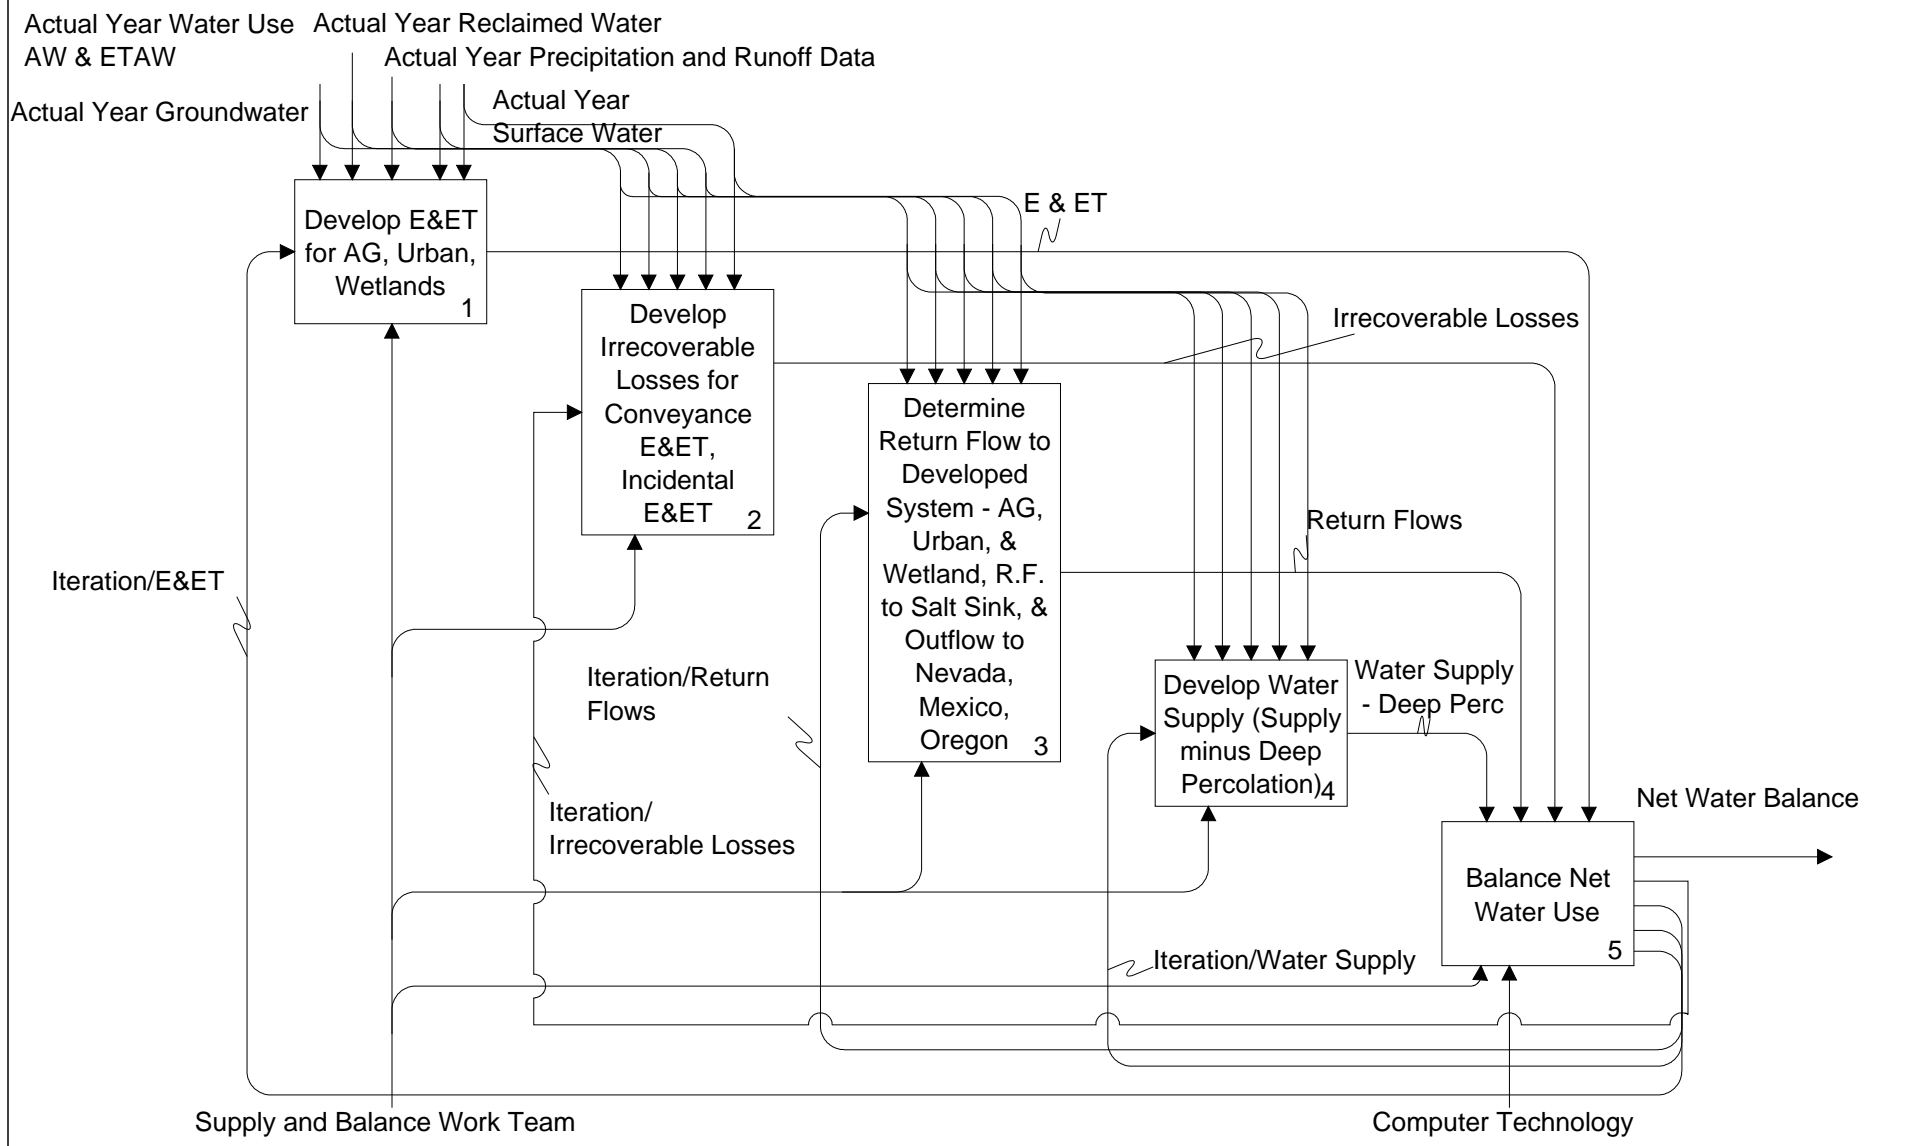 Actual Year Water Use
AW & ETAW
Actual Year Reclaimed Water
Actual Year Precipitation and Runoff Data
Actual Year Groundwater
Actual Year
Surface Water
Develop E&ET
for AG, Urban,
Wetlands
1
E & ET
Develop
Irrecoverable
Losses for
Conveyance
E&ET,
Incidental
E&ET
2
Irrecoverable Losses
Determine
Return Flow to
Developed
System - AG,
Urban, &
Wetland, R.F.
to Salt Sink, &
Outflow to
Nevada,
Mexico,
Oregon
3
Return Flows
Iteration/E&ET
Iteration/Return
Flows
Develop Water
Supply (Supply
minus Deep
Percolation)
4
Water Supply
- Deep Perc
Iteration/
Irrecoverable Losses
Net Water Balance
Balance Net
Water Use
5
Iteration/Water Supply
Supply and Balance Work Team
Computer Technology